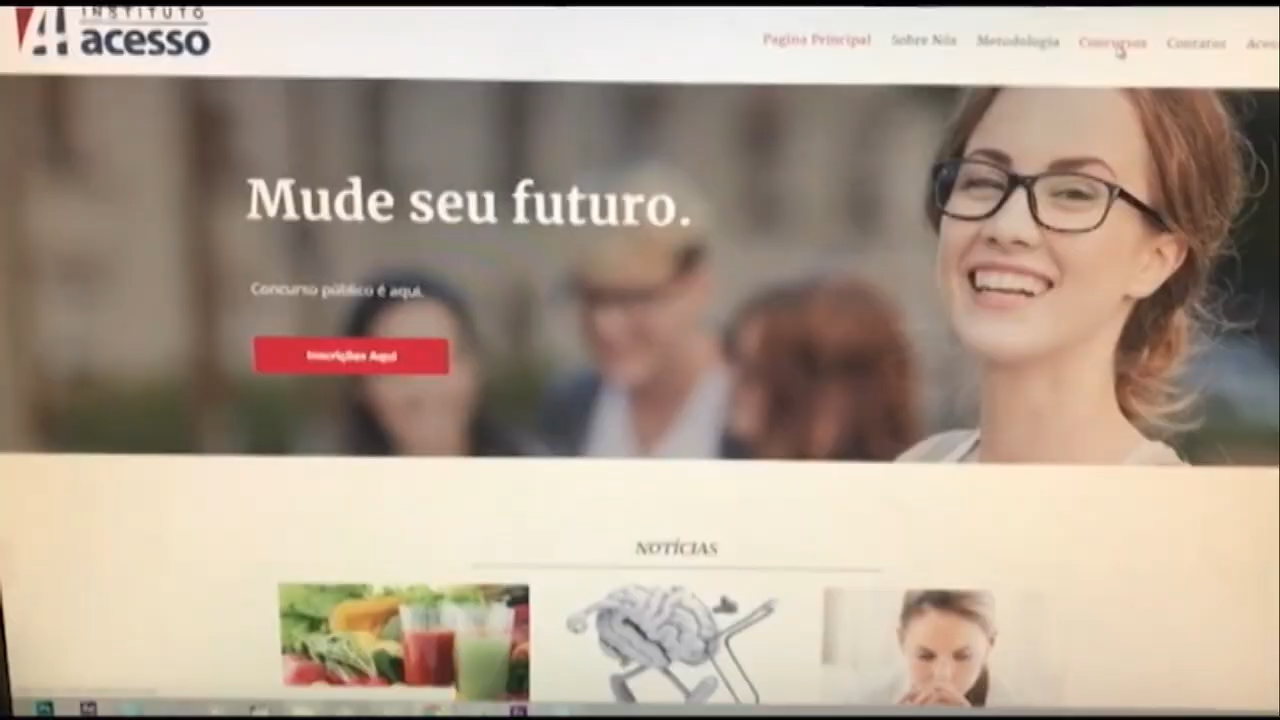 INSTITUTO
acesso
Pagina Principal Sobre Nós Metodologia Concursos Contatos
Mude seu futuro.
Concurso público é aqui.
Inscrições Aqui
NOTÍCIAS